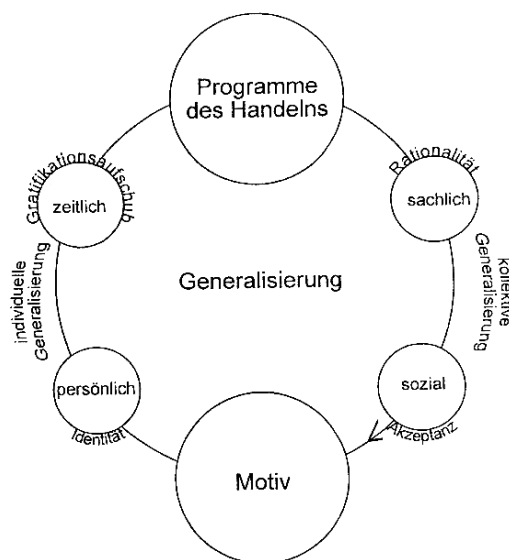 Programme
des Handelns
Gratifikationsaufschub
zeitlich
Rationalität
sachlich
individuelle
Generalisierung
Generalisierung
kollektive
Generalisierung
persönlich
Identität
sozial
Akzeptanz
Motiv